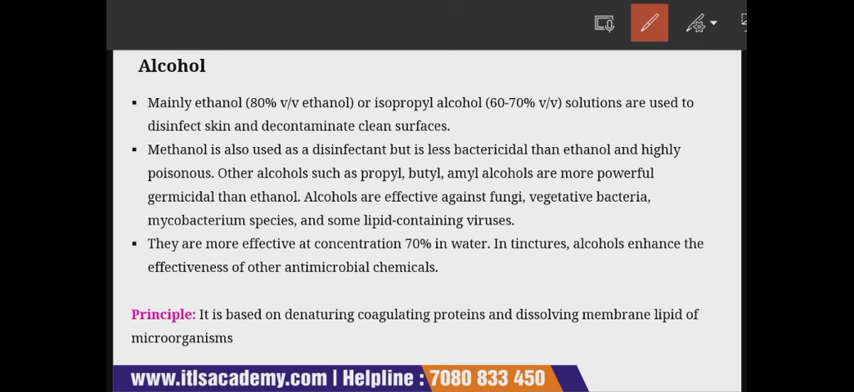 Alcohol
▪ Mainly ethanol (80% v/v ethanol) or isopropyl alcohol (60-70% v/v) solutions are used to
disinfect skin and decontaminate clean surfaces.
▪ Methanol is also used as a disinfectant but is less bactericidal than ethanol and highly
poisonous. Other alcohols such as propyl, butyl, amyl alcohols are more powerful
germicidal than ethanol. Alcohols are effective against fungi, vegetative bacteria,
mycobacterium species, and some lipid-containing viruses.
▪ They are more effective at concentration 70% in water. In tinctures, alcohols enhance the
effectiveness of other antimicrobial chemicals.
Principle: It is based on denaturing coagulating proteins and dissolving membrane lipid of
microorganisms
www.itlsacademy.com | Helpline : 7080 833 450